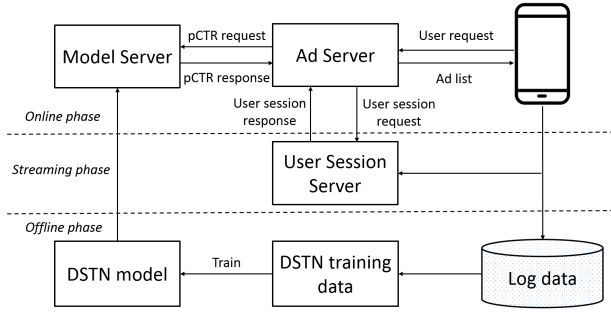 pCTR request
User request
Model Server
Ad Server
pCTR response
Ad list
User session
response
User session
request
Online phase
Streaming phase
User Session
Server
Offline phase
DSTN model
Train
DSTN training
data
Log data